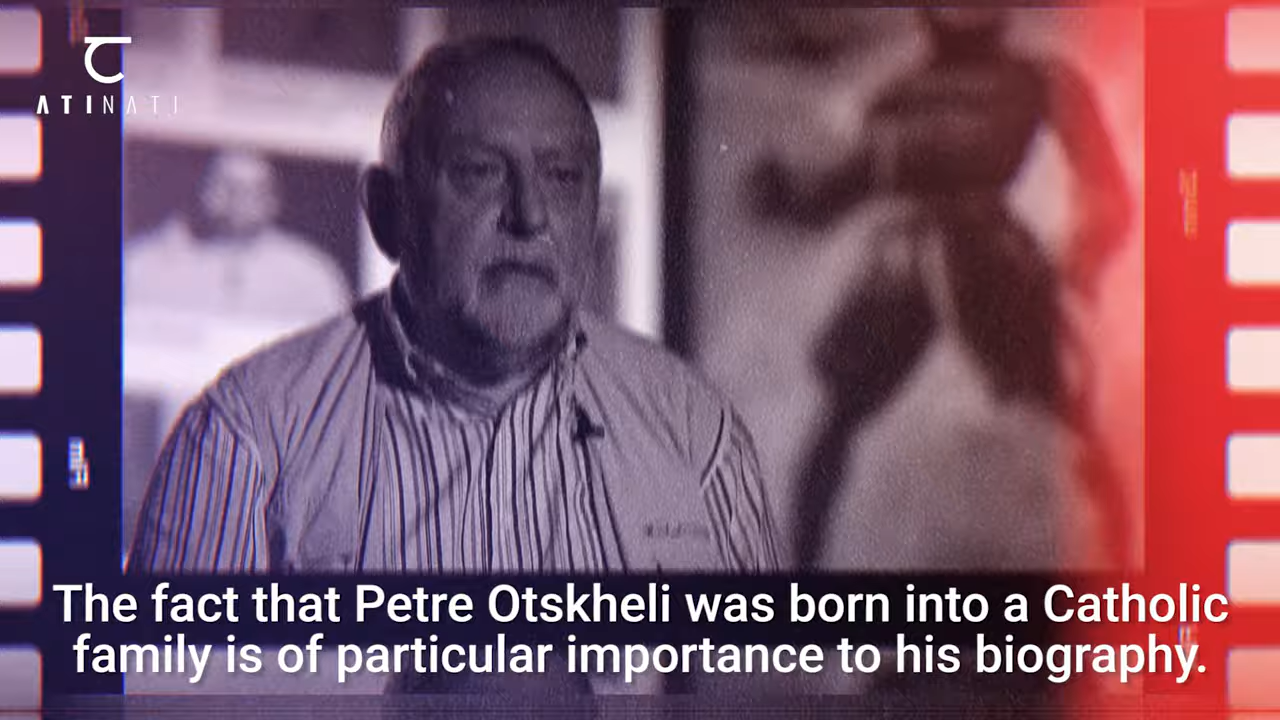 ATINATI
The fact that Petre Otskheli was born into a Catholic
family is of particular importance to his biography.